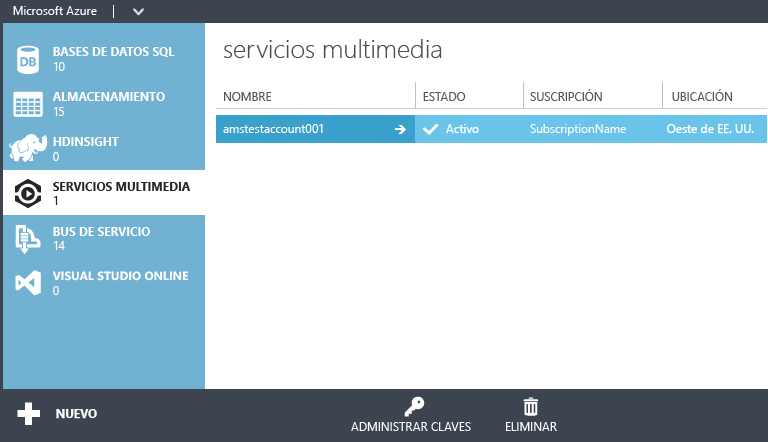 Microsoft Azure
BASES DE DATOS SQL
10
ALMACENAMIENTO
15
HDINSIGHT
0
SERVICIOS MULTIMEDIA
1
BUS DE SERVICIO
14
VISUAL STUDIO ONLINE
0
servicios multimedia
NOMBRE ESTADO SUSCRIPCIÓN UBICACIÓN
amstestaccount001 Activo SubscriptionName Oeste de EE. UU.
NUEVO
ADMINISTRAR CLAVES
ELIMINAR
DB